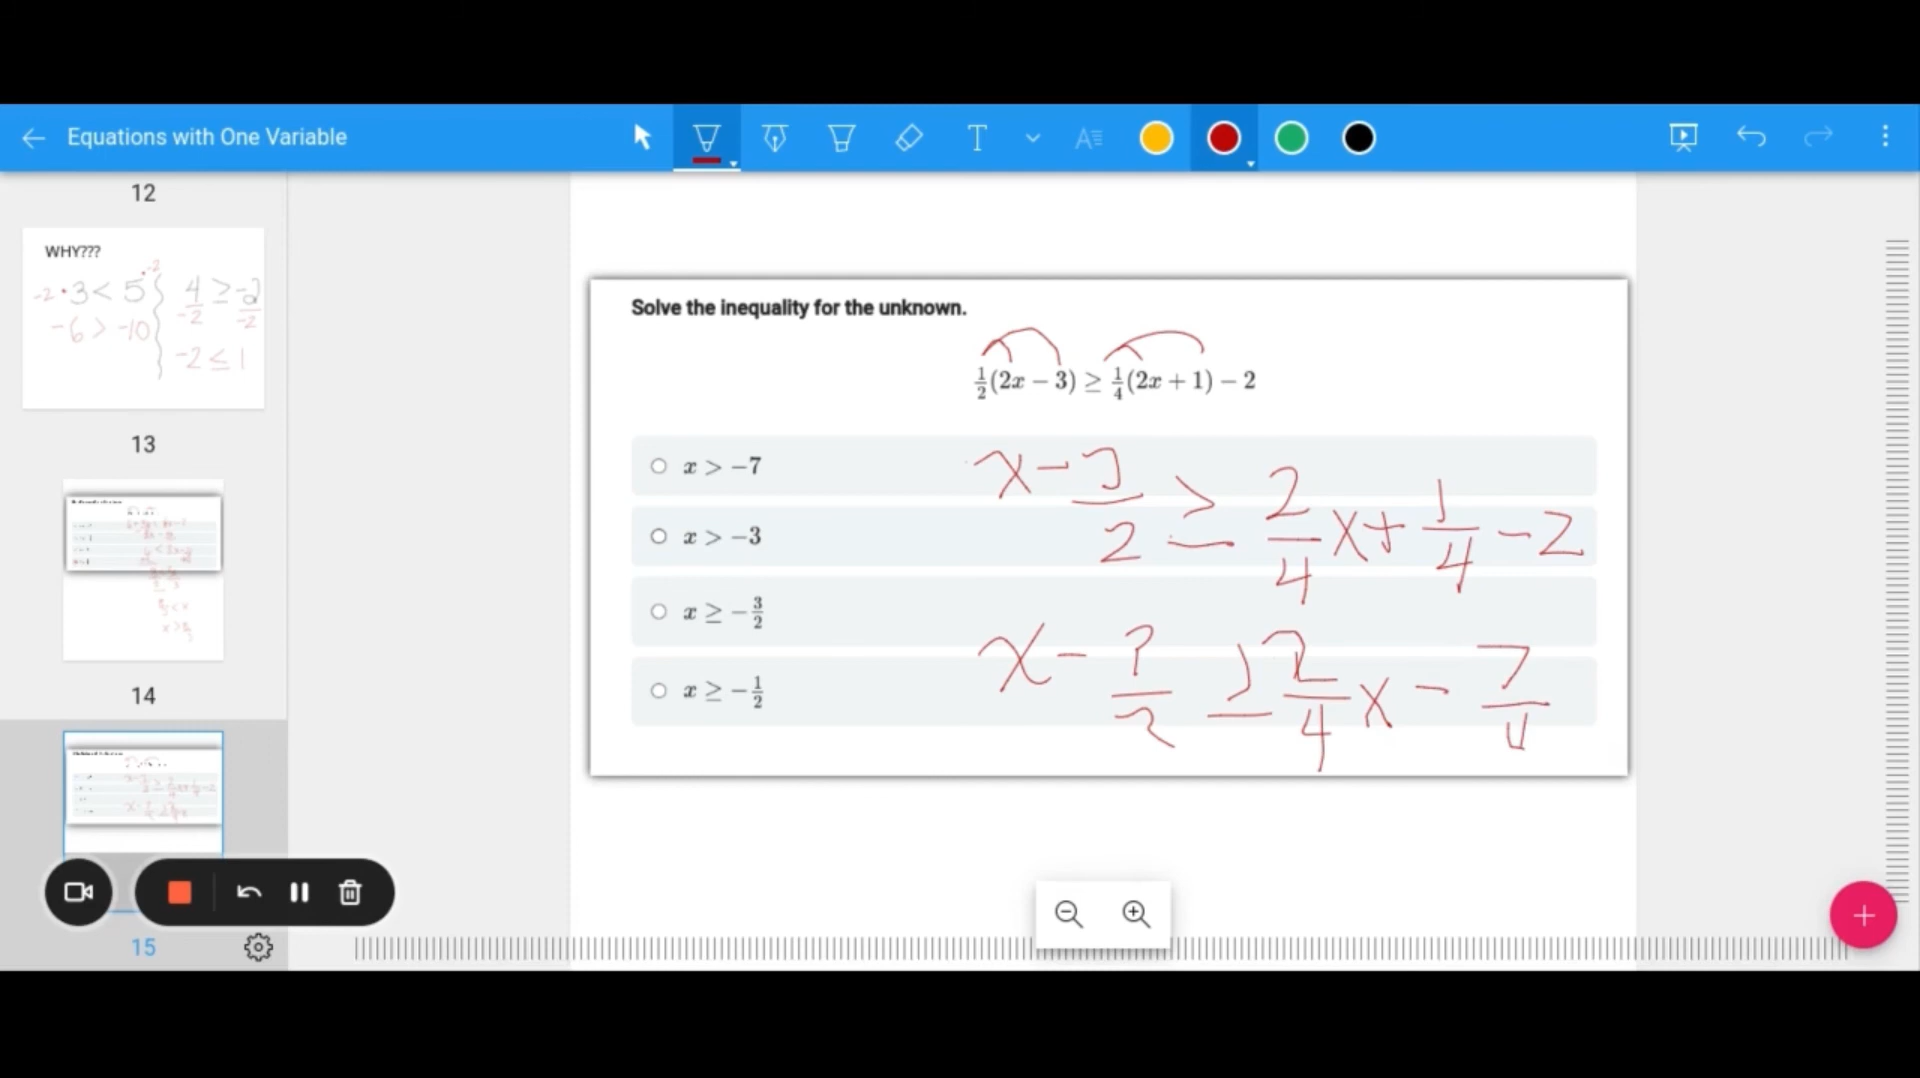 Equations with One Variable
12
WHY???
-2
-2 • 3 < 5
-6 > -10
4/-2 ≥ -2/-2
-2 ≤ 1
13
14
15
Solve the inequality for the unknown.
1/2(2x − 3) ≥ 1/4(2x + 1) − 2
x > −7
x > −3
x ≥ −3/2
x ≥ −1/2
x - 3/2 ≥ 2/4 x + 1/4 - 2
x - 3/2 ≥ 2/4 x - 7/4